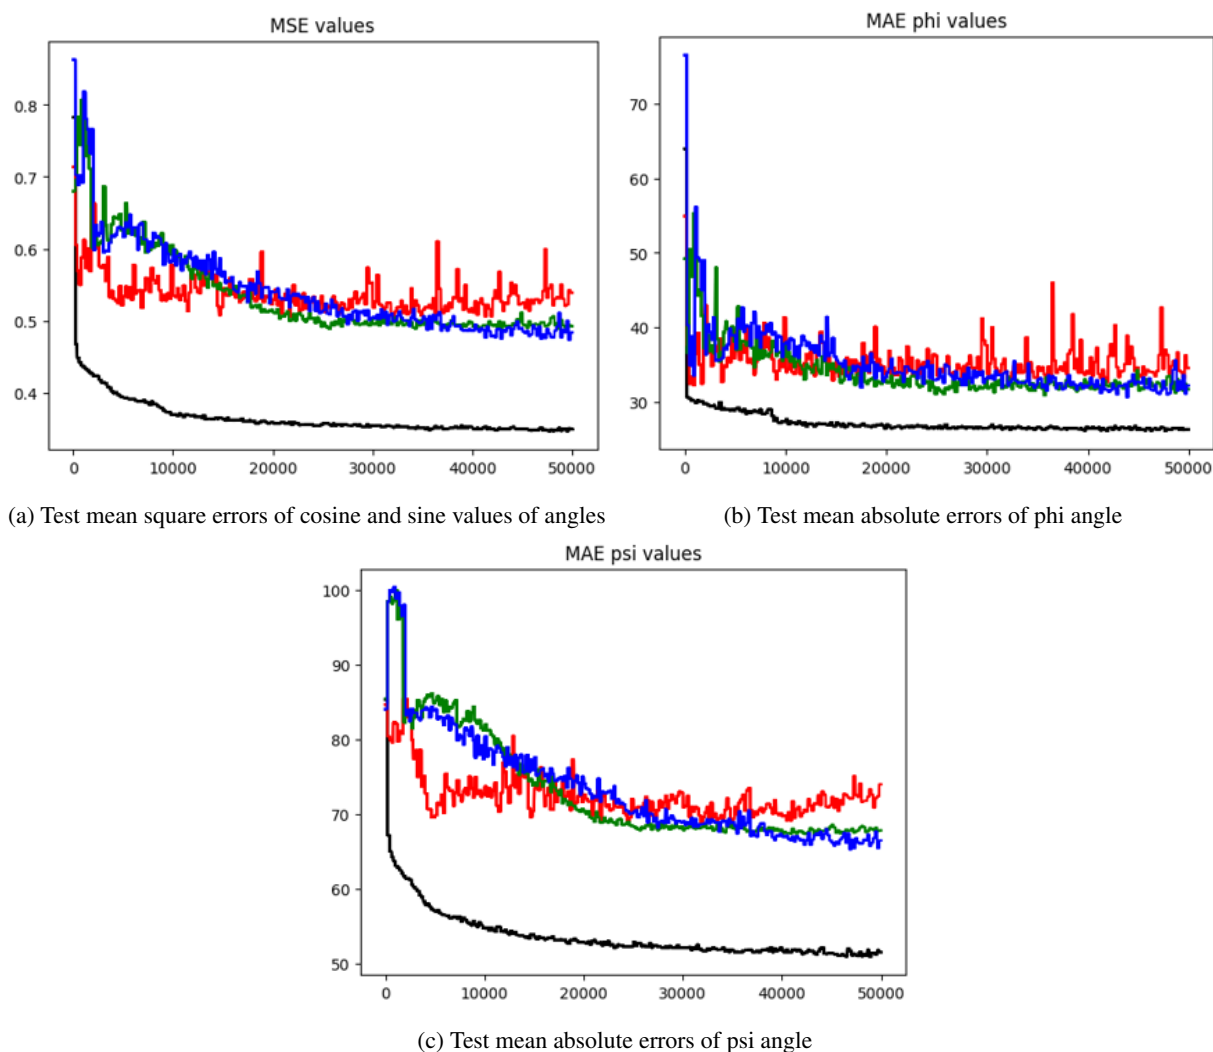 MSE values
0.8
0.7
0.6
0.5
0.4
0 10000 20000 30000 40000 50000
(a) Test mean square errors of cosine and sine values of angles
MAE phi values
70
60
50
40
30
0 10000 20000 30000 40000 50000
(b) Test mean absolute errors of phi angle
MAE psi values
100
90
80
70
60
50
0 10000 20000 30000 40000 50000
(c) Test mean absolute errors of psi angle